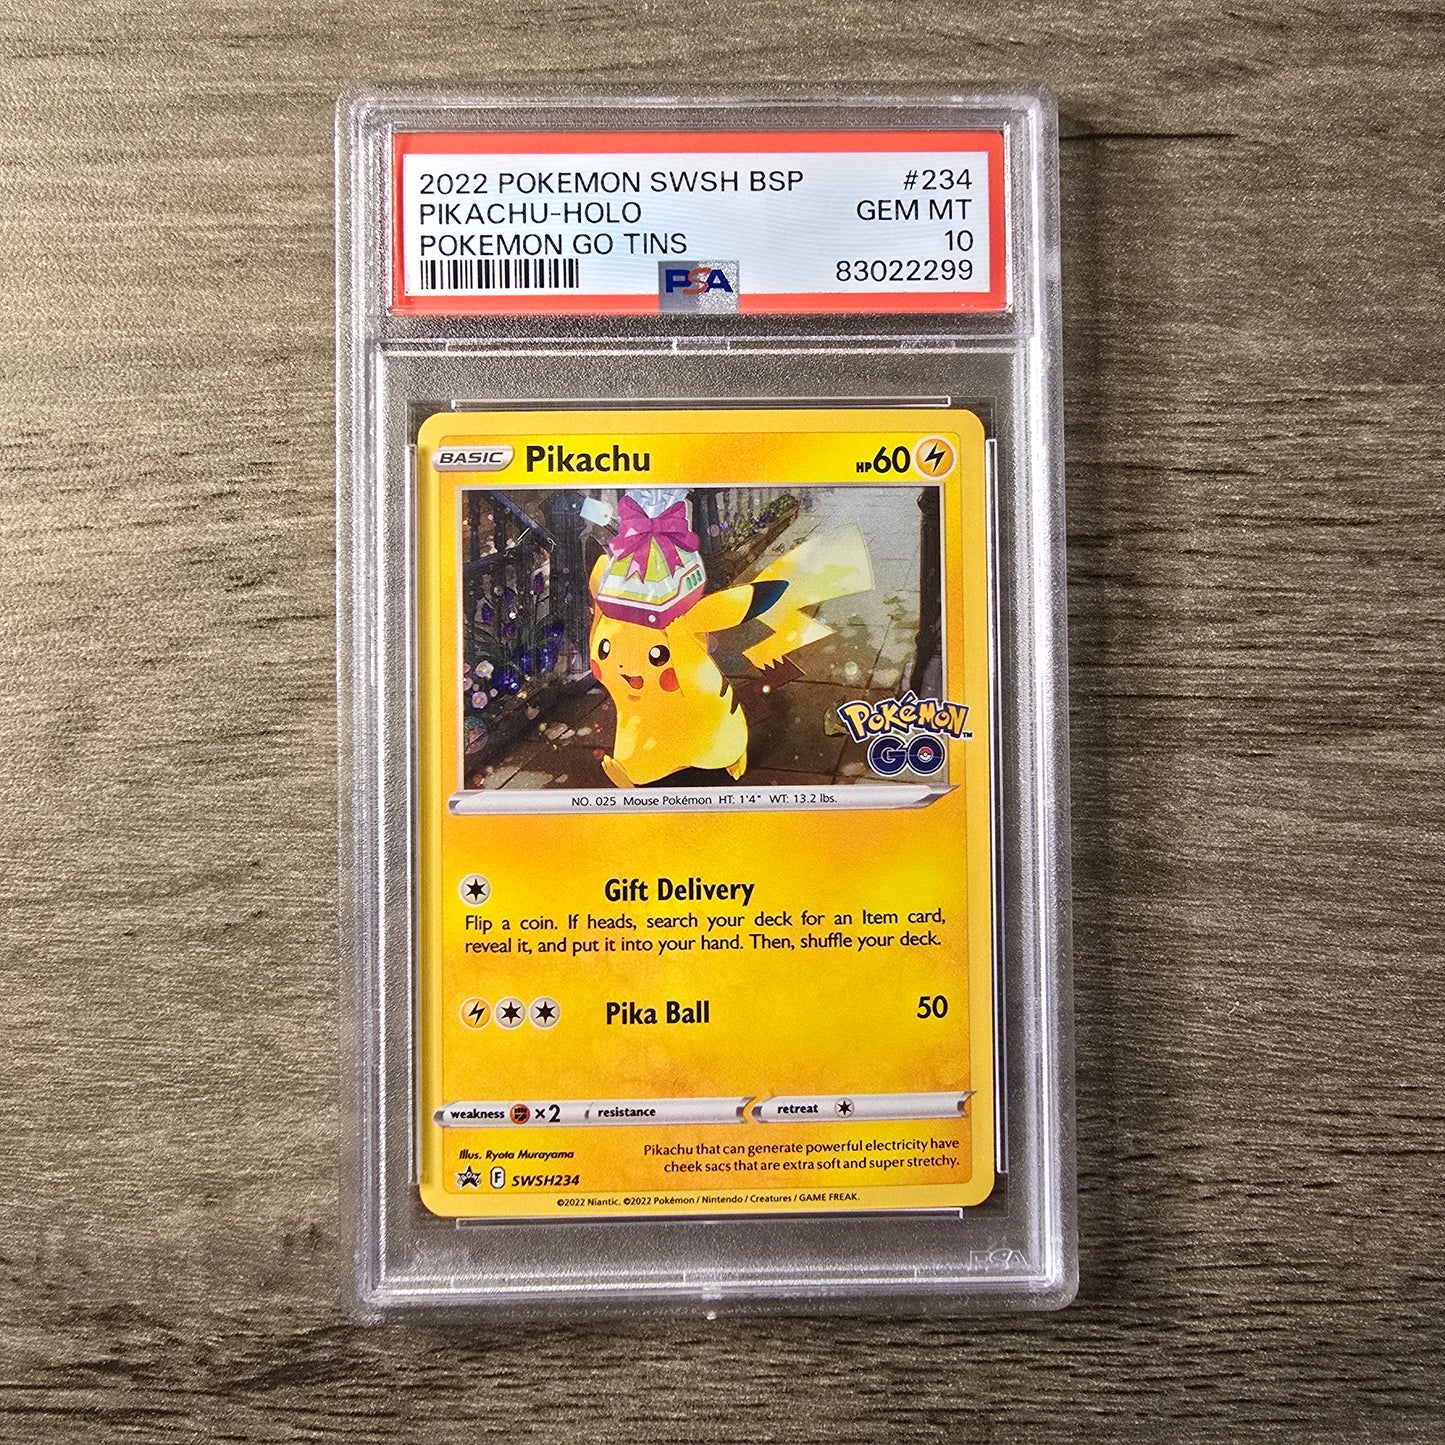 2022 POKEMON SWSH BSP #234
PIKACHU-HOLO GEM MT
POKEMON GO TINS 10
83022299
PSA
BASIC Pikachu HP60
POKéMON™
GO
NO. 025 Mouse Pokémon HT: 1'4" WT: 13.2 lbs.
Gift Delivery
Flip a coin. If heads, search your deck for an Item card,
reveal it, and put it into your hand. Then, shuffle your deck.
Pika Ball 50
weakness ×2 resistance retreat
Illus. Ryota Murayama
Pikachu that can generate powerful electricity have
cheek sacs that are extra soft and super stretchy.
F SWSH234
©2022 Niantic. ©2022 Pokémon / Nintendo / Creatures / GAME FREAK.
PSA